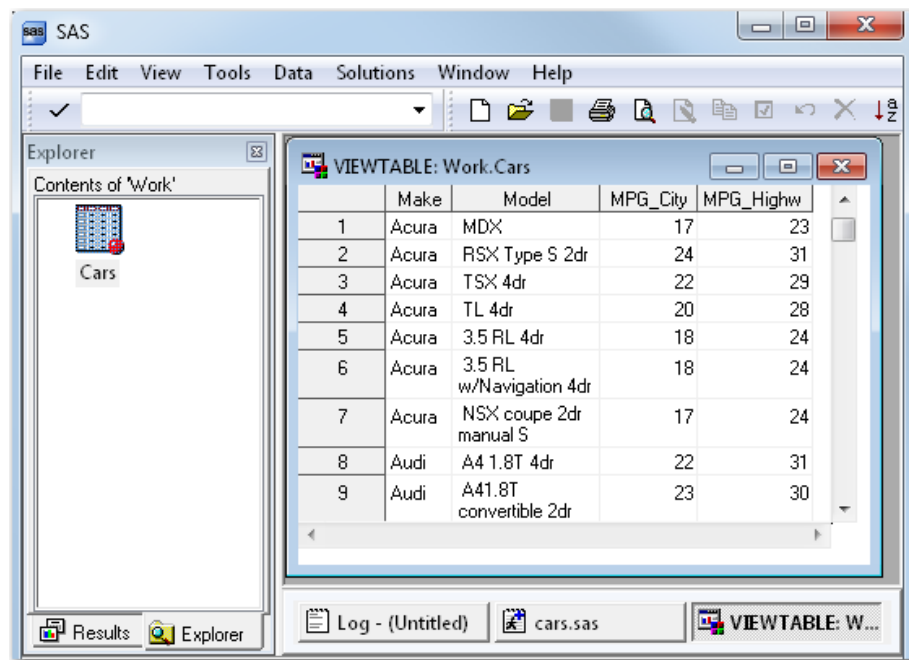 sas SAS
File Edit View Tools Data Solutions Window Help
Explorer
Contents of 'Work'
Cars
VIEWTABLE: Work.Cars
Make Model MPG_City MPG_Highw
1 Acura MDX 17 23
2 Acura RSX Type S 2dr 24 31
3 Acura TSX 4dr 22 29
4 Acura TL 4dr 20 28
5 Acura 3.5 RL 4dr 18 24
6 Acura 3.5 RL 18 24
w/Navigation 4dr
7 Acura NSX coupe 2dr 17 24
manual S
8 Audi A4 1.8T 4dr 22 31
9 Audi A41.8T 23 30
convertible 2dr
Results Explorer
Log - (Untitled) cars.sas VIEWTABLE: W...